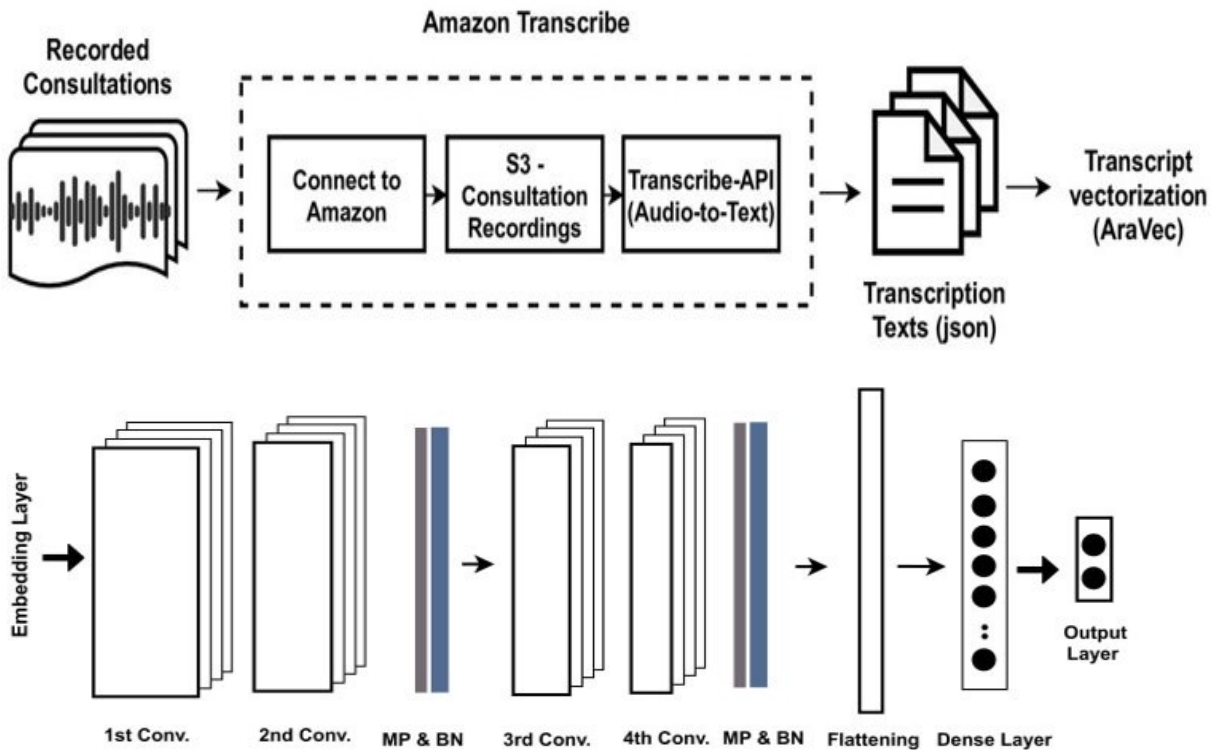 Amazon Transcribe
Recorded
Consultations
Connect to
Amazon
S3 -
Consultation
Recordings
Transcribe-API
(Audio-to-Text)
Transcription
Texts (json)
Transcript
vectorization
(AraVec)
Embedding Layer
1st Conv.
2nd Conv.
MP & BN
3rd Conv.
4th Conv.
MP & BN
Flattening
Dense Layer
Output
Layer